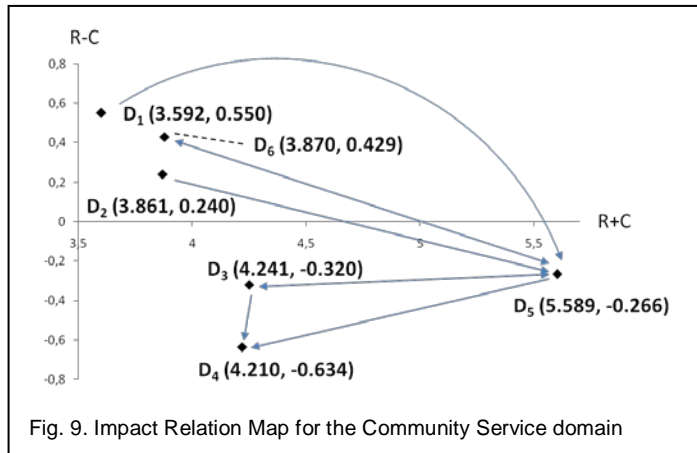 R-C
0,8
0,6
D1 (3.592, 0.550)
0,4
D6 (3.870, 0.429)
0,2
D2 (3.861, 0.240)
0
R+C
3,5
4
4,5
5
5,5
-0,2
D3 (4.241, -0.320)
D5 (5.589, -0.266)
-0,4
-0,6
D4 (4.210, -0.634)
-0,8
Fig. 9. Impact Relation Map for the Community Service domain